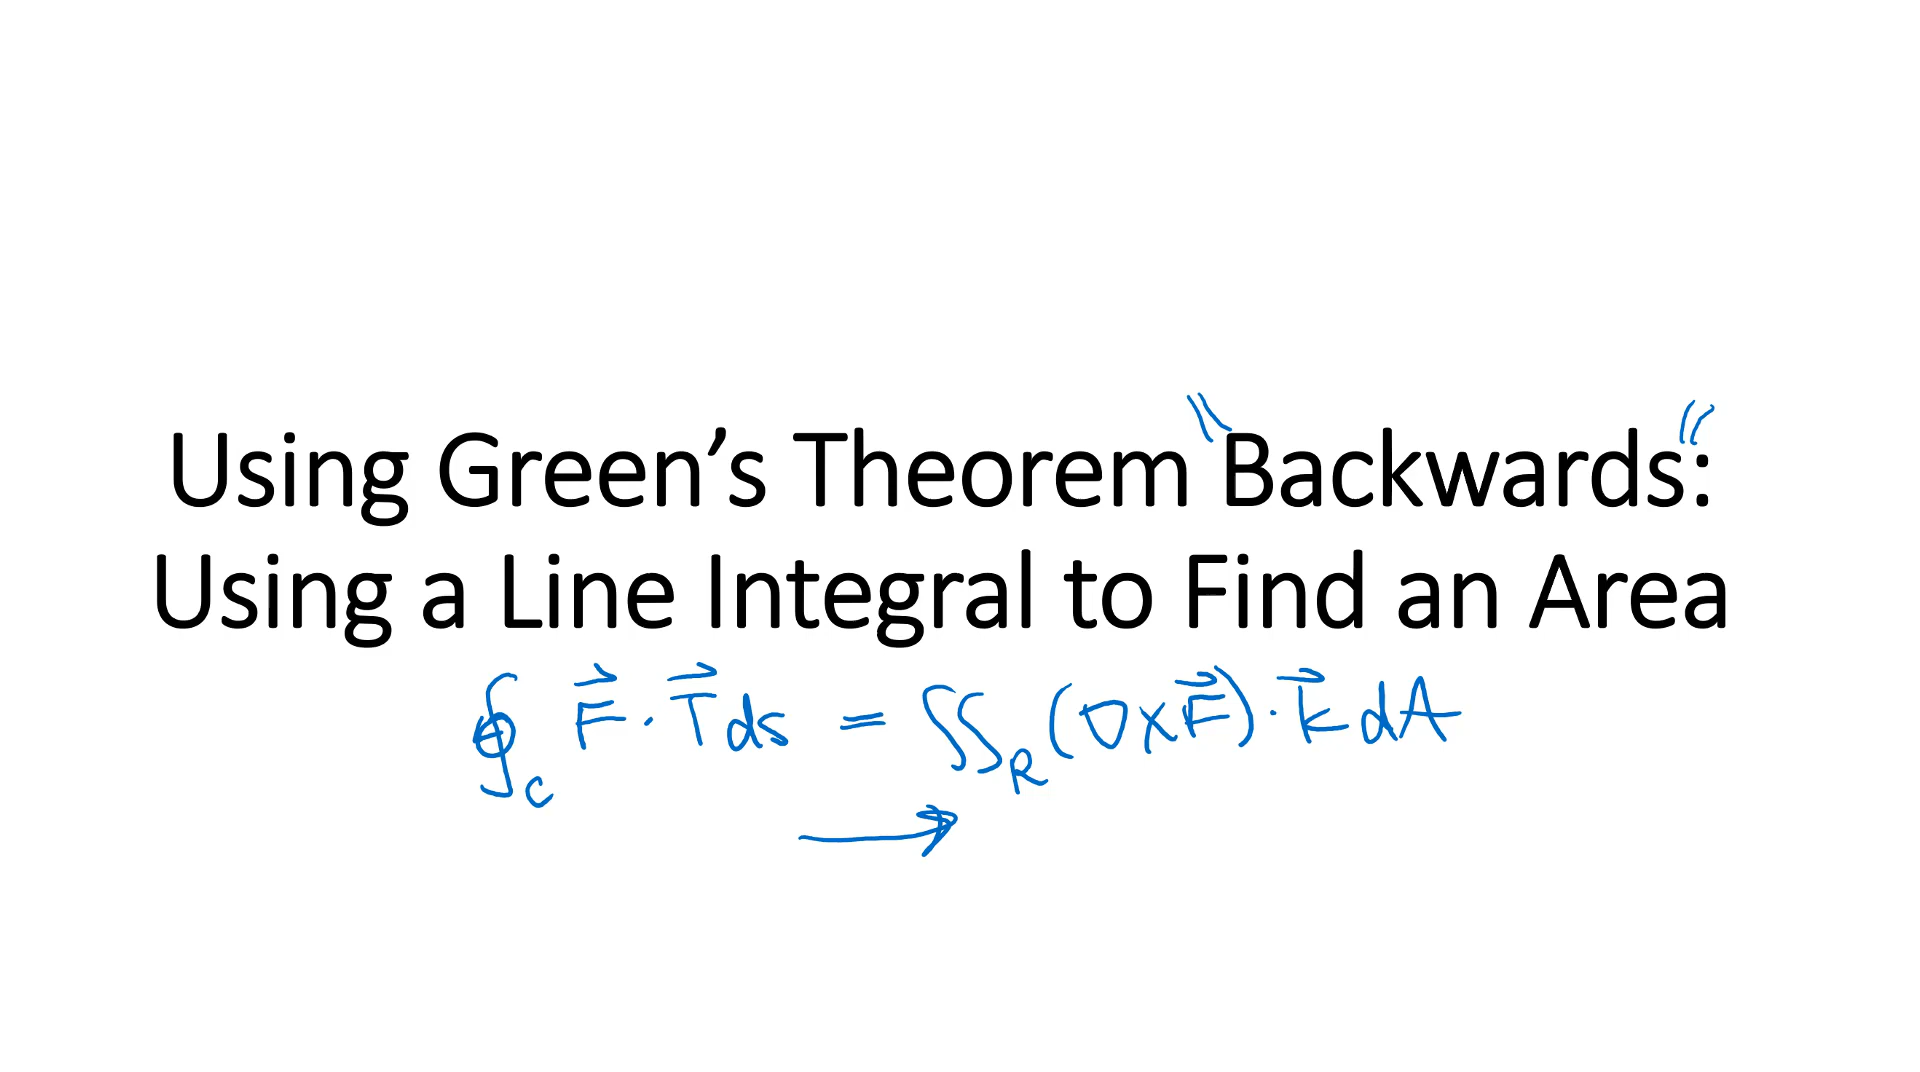 Using Green’s Theorem "Backwards:"
Using a Line Integral to Find an Area
∮_C F⃗ · T⃗ ds = ∬_R (∇×F⃗) · k⃗ dA
→